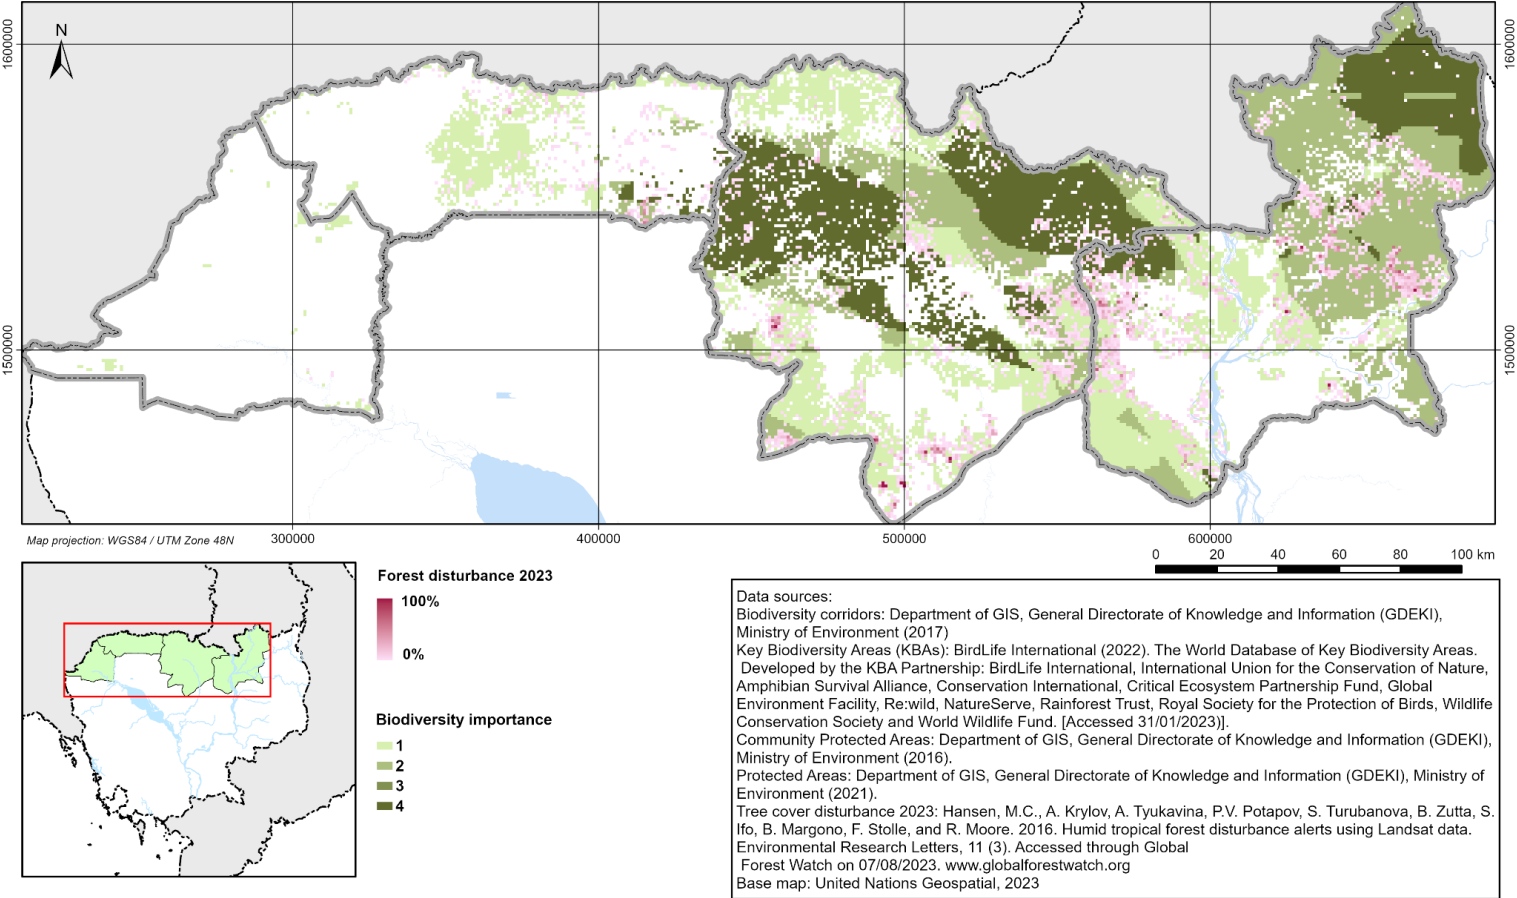 N
1600000
1600000
1500000
1500000
Map projection: WGS84 / UTM Zone 48N
300000
400000
500000
600000
0 20 40 60 80 100 km
Forest disturbance 2023
100%
0%
Biodiversity importance
1
2
3
4
Data sources:
Biodiversity corridors: Department of GIS, General Directorate of Knowledge and Information (GDEKI),
Ministry of Environment (2017)
Key Biodiversity Areas (KBAs): BirdLife International (2022). The World Database of Key Biodiversity Areas.
Developed by the KBA Partnership: BirdLife International, International Union for the Conservation of Nature,
Amphibian Survival Alliance, Conservation International, Critical Ecosystem Partnership Fund, Global
Environment Facility, Re:wild, NatureServe, Rainforest Trust, Royal Society for the Protection of Birds, Wildlife
Conservation Society and World Wildlife Fund. [Accessed 31/01/2023)].
Community Protected Areas: Department of GIS, General Directorate of Knowledge and Information (GDEKI),
Ministry of Environment (2016).
Protected Areas: Department of GIS, General Directorate of Knowledge and Information (GDEKI), Ministry of
Environment (2021).
Tree cover disturbance 2023: Hansen, M.C., A. Krylov, A. Tyukavina, P.V. Potapov, S. Turubanova, B. Zutta, S.
Ifo, B. Margono, F. Stolle, and R. Moore. 2016. Humid tropical forest disturbance alerts using Landsat data.
Environmental Research Letters, 11 (3). Accessed through Global
Forest Watch on 07/08/2023. www.globalforestwatch.org
Base map: United Nations Geospatial, 2023